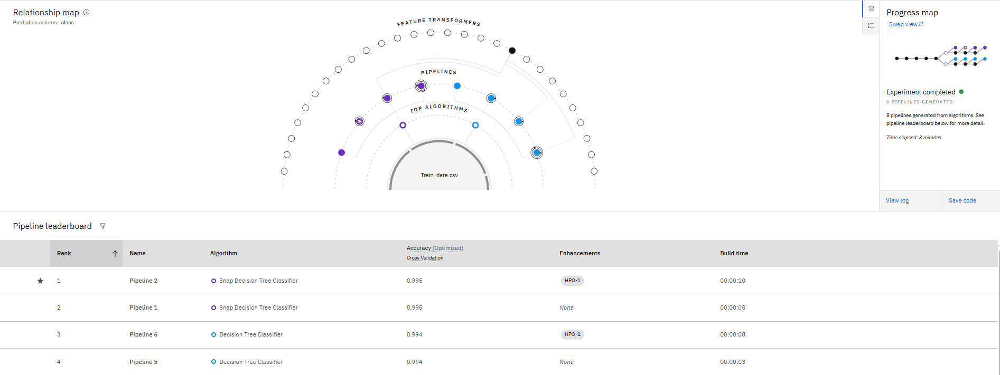 Relationship map
Prediction column: class
FEATURE TRANSFORMERS
PIPELINES
TOP ALGORITHMS
Train_data.csv
Progress map
Swap view
Experiment completed
8 PIPELINES GENERATED
8 pipelines generated from algorithms. See
pipeline leaderboard below for more detail.
Time elapsed: 3 minutes
View log
Save code
Pipeline leaderboard
Rank Name Algorithm Accuracy (Optimized) Enhancements Build time
Cross Validation
1 Pipeline 2 Snap Decision Tree Classifier 0.995 HPO-1 00:00:10
2 Pipeline 1 Snap Decision Tree Classifier 0.995 None 00:00:05
3 Pipeline 6 Decision Tree Classifier 0.994 HPO-1 00:00:08
4 Pipeline 5 Decision Tree Classifier 0.994 None 00:00:03